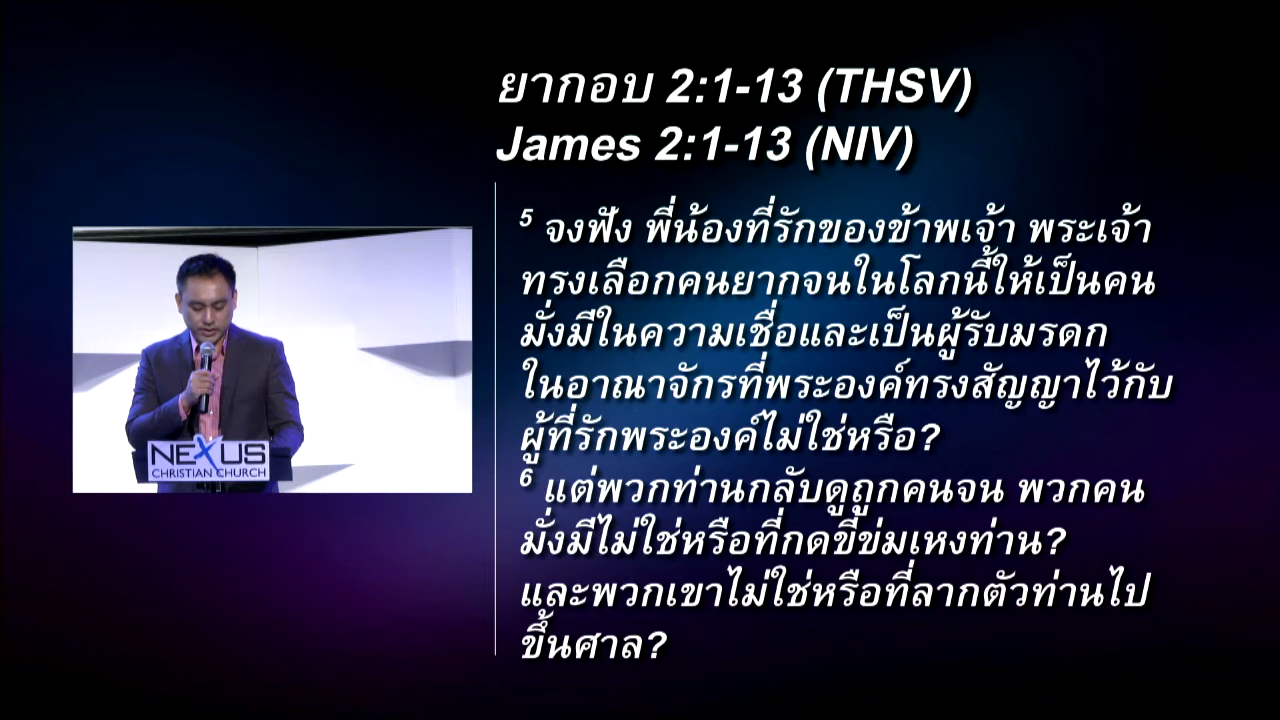 ยากอบ 2:1-13 (THSV)
James 2:1-13 (NIV)
5 จงฟัง พี่น้องที่รักของข้าพเจ้า พระเจ้า
ทรงเลือกคนยากจนในโลกนี้ให้เป็นคน
มั่งมีในความเชื่อและเป็นผู้รับมรดก
ในอาณาจักรที่พระองค์ทรงสัญญาไว้กับ
ผู้ที่รักพระองค์ไม่ใช่หรือ?
6 แต่พวกท่านกลับดูถูกคนจน พวกคน
มั่งมีไม่ใช่หรือที่กดขี่ข่มเหงท่าน?
และพวกเขาไม่ใช่หรือที่ลากตัวท่านไป
ขึ้นศาล?
NEXUS
CHRISTIAN CHURCH